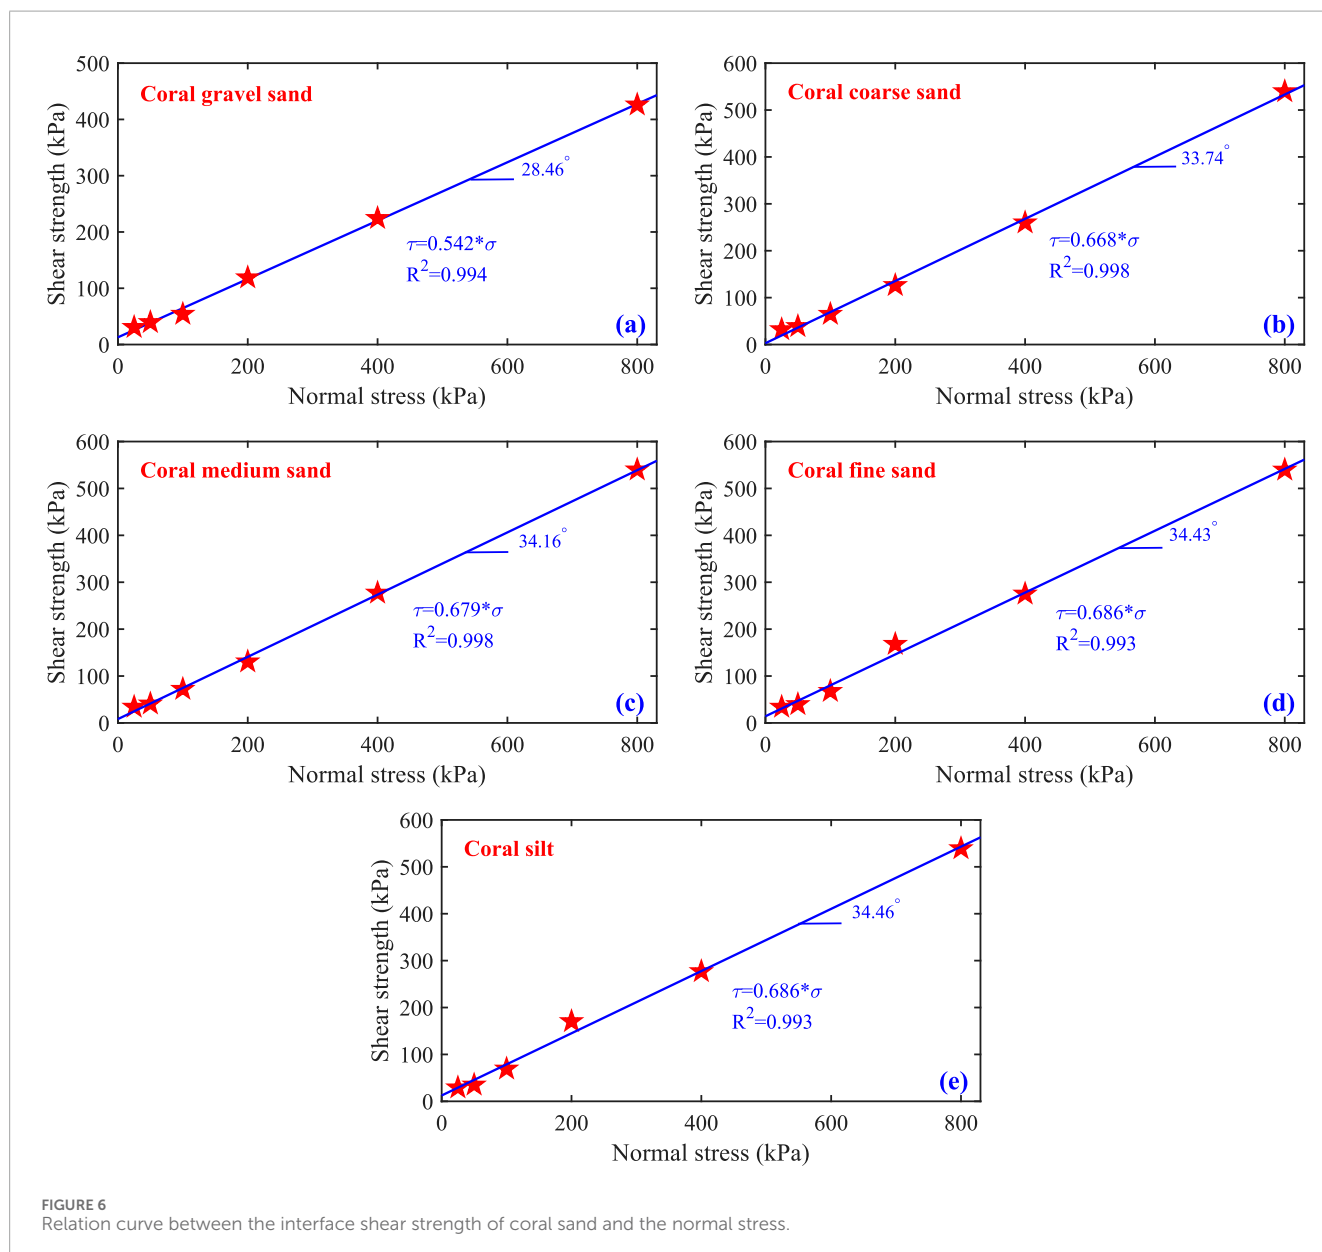 500
400
300
200
100
0
Shear strength (kPa)
Coral gravel sand
28.46°
τ=0.542*σ
R²=0.994
(a)
0 200 400 600 800
Normal stress (kPa)
600
500
400
300
200
100
0
Shear strength (kPa)
Coral coarse sand
33.74°
τ=0.668*σ
R²=0.998
(b)
0 200 400 600 800
Normal stress (kPa)
600
500
400
300
200
100
0
Shear strength (kPa)
Coral medium sand
34.16°
τ=0.679*σ
R²=0.998
(c)
0 200 400 600 800
Normal stress (kPa)
600
500
400
300
200
100
0
Shear strength (kPa)
Coral fine sand
34.43°
τ=0.686*σ
R²=0.993
(d)
0 200 400 600 800
Normal stress (kPa)
600
500
400
300
200
100
0
Shear strength (kPa)
Coral silt
34.46°
τ=0.686*σ
R²=0.993
(e)
0 200 400 600 800
Normal stress (kPa)
FIGURE 6
Relation curve between the interface shear strength of coral sand and the normal stress.